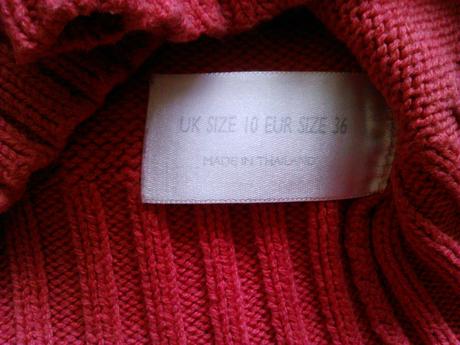 UK SIZE 10 EUR SIZE 36
MADE IN THAILAND